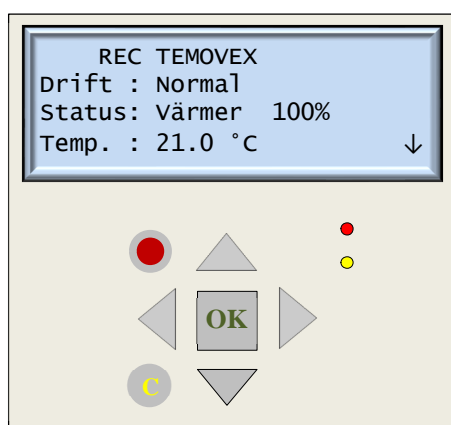 REC TEMOVEX
Drift : Normal
Status: Värmer 100%
Temp. : 21.0 °C ↓
OK
C